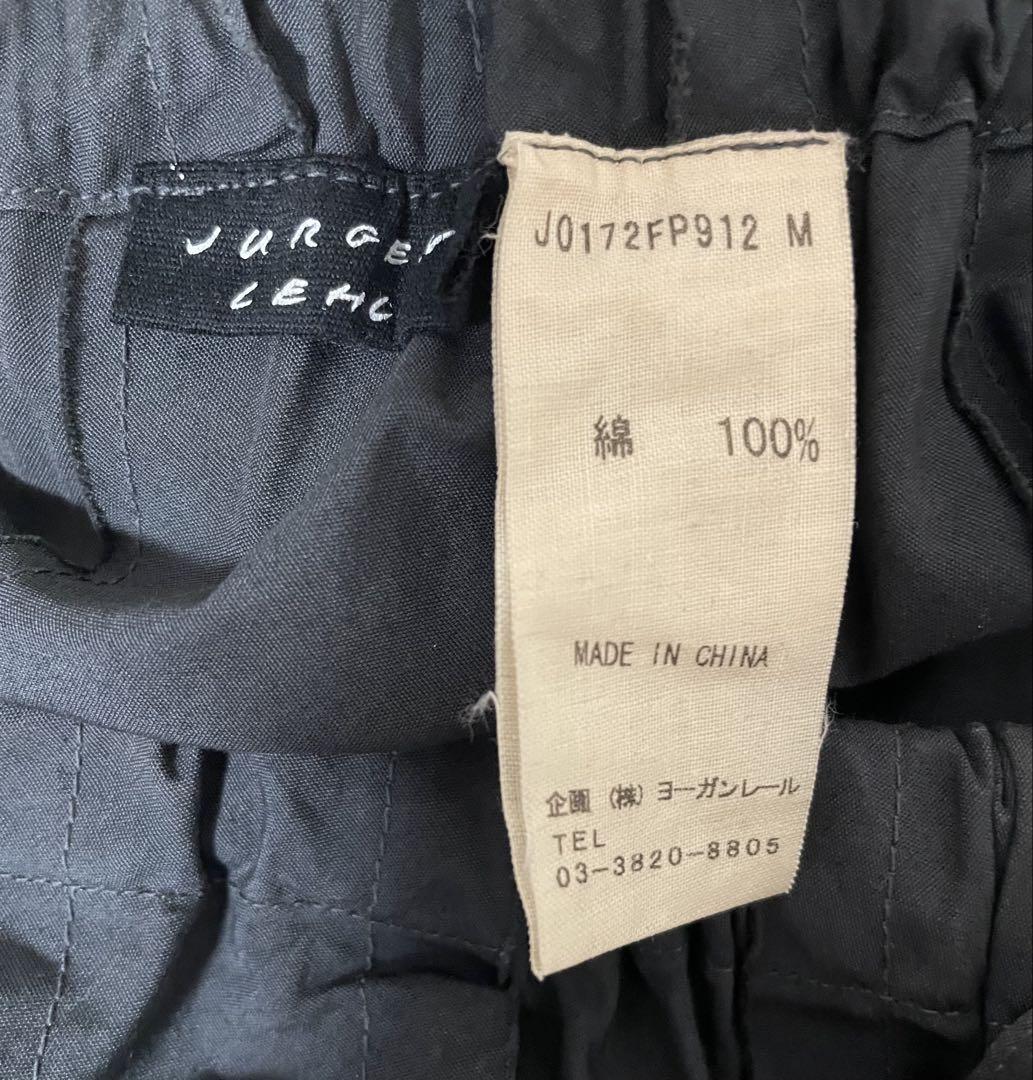 JURGE
LEHL
J0172FP912 M
綿 100%
MADE IN CHINA
企画 (株) ヨーガンレール
TEL
03-3820-8805